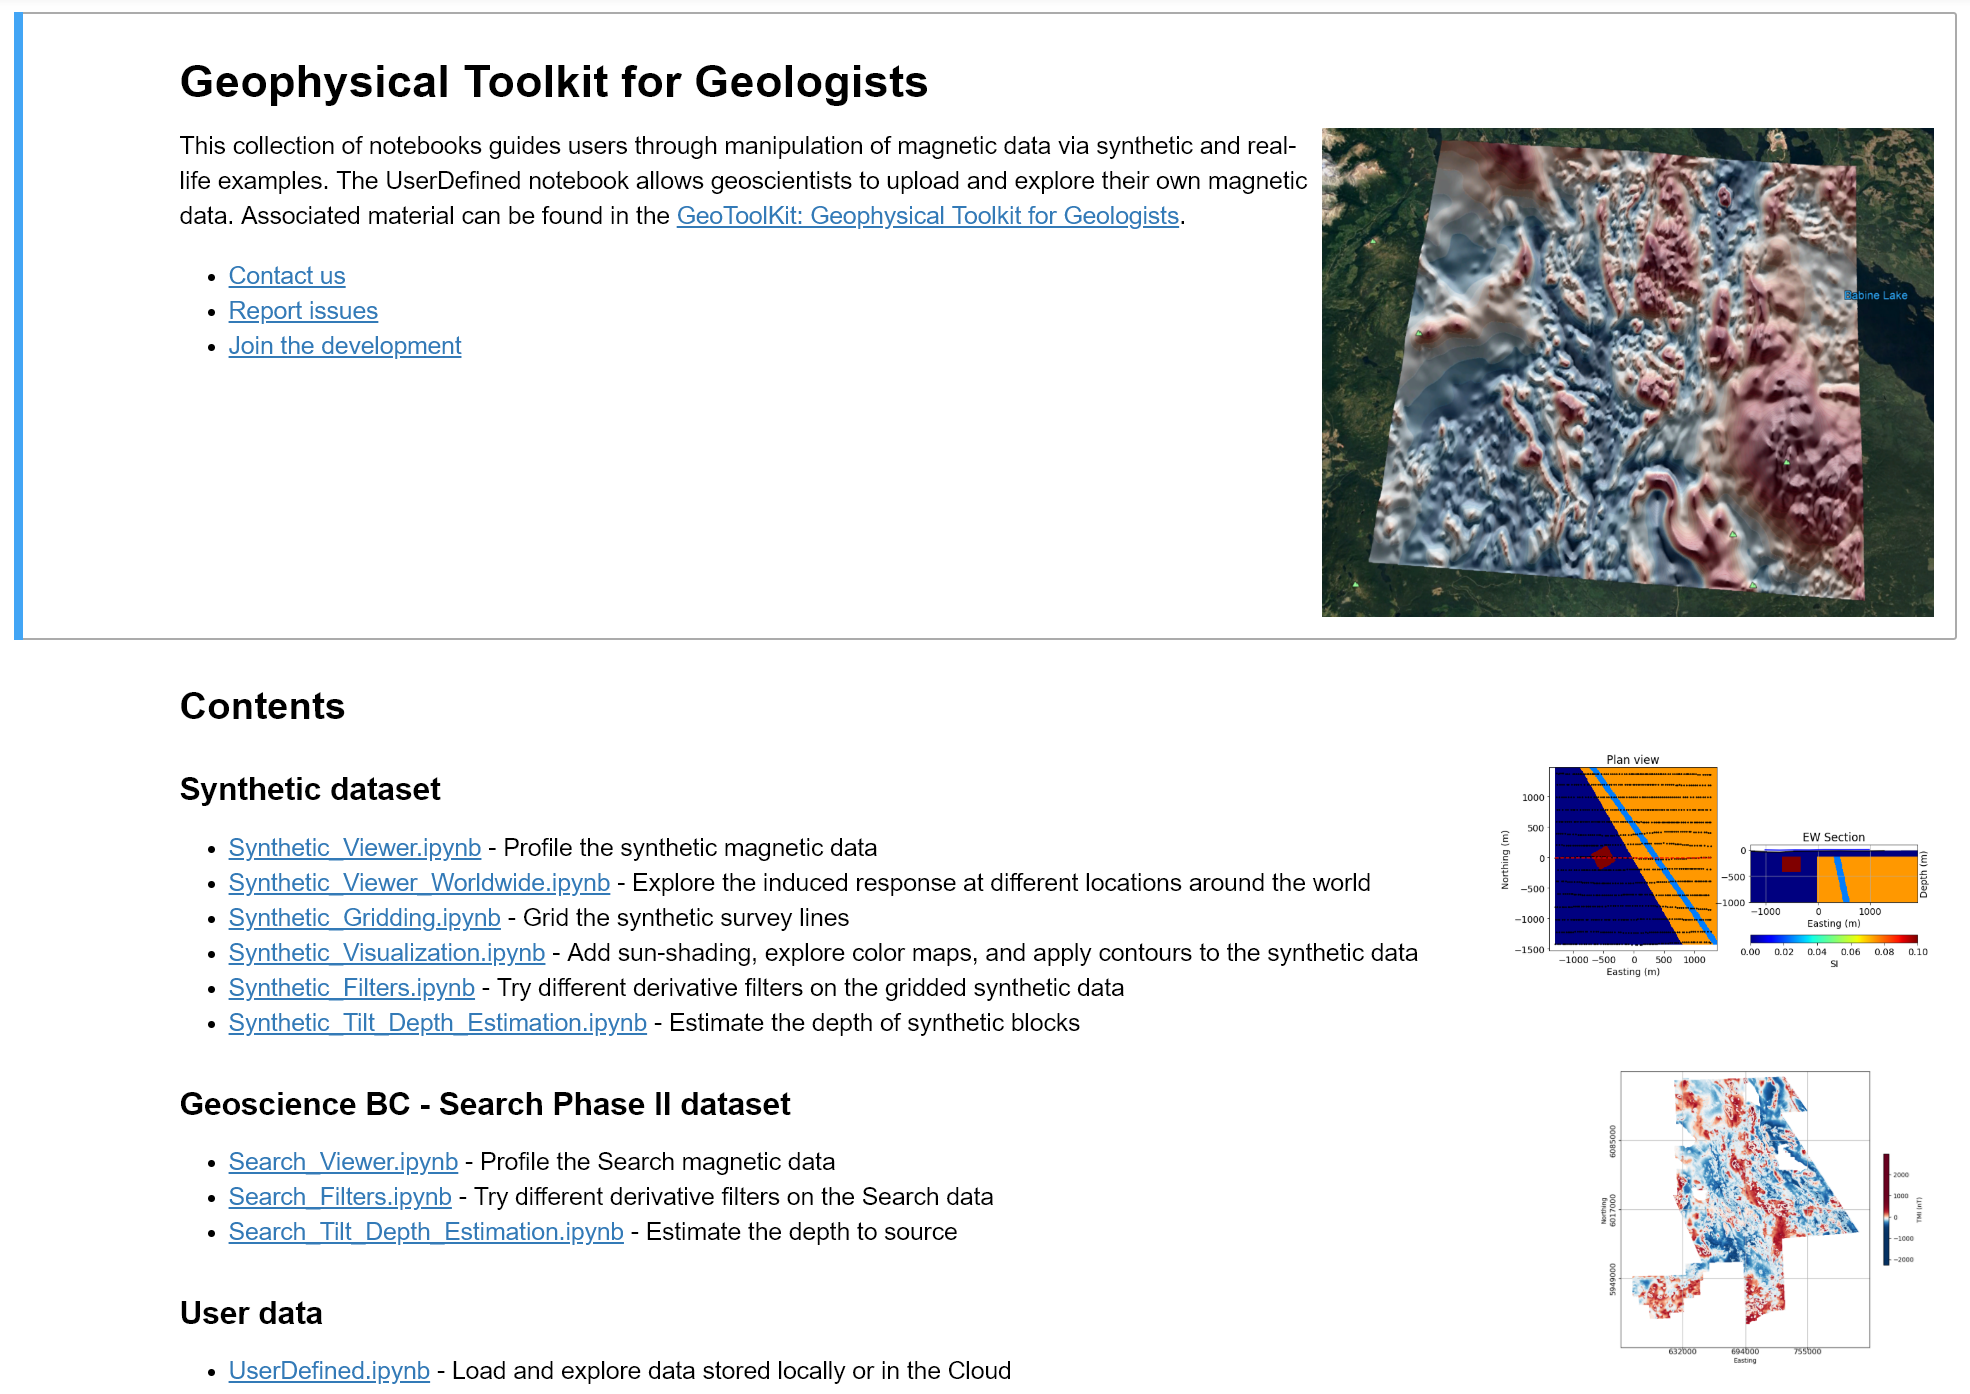 Geophysical Toolkit for Geologists
This collection of notebooks guides users through manipulation of magnetic data via synthetic and real-
life examples. The UserDefined notebook allows geoscientists to upload and explore their own magnetic
data. Associated material can be found in the GeoToolKit: Geophysical Toolkit for Geologists.
Contact us
Report issues
Join the development
Babine Lake
Contents
Synthetic dataset
Synthetic_Viewer.ipynb - Profile the synthetic magnetic data
Synthetic_Viewer_Worldwide.ipynb - Explore the induced response at different locations around the world
Synthetic_Gridding.ipynb - Grid the synthetic survey lines
Synthetic_Visualization.ipynb - Add sun-shading, explore color maps, and apply contours to the synthetic data
Synthetic_Filters.ipynb - Try different derivative filters on the gridded synthetic data
Synthetic_Tilt_Depth_Estimation.ipynb - Estimate the depth of synthetic blocks
Plan view
1000
500
0
−500
−1000
−1500
Northing (m)
−1000 −500 0 500 1000
Easting (m)
EW Section
0
−500
−1000
Depth (m)
−1000 0 1000
Easting (m)
0.00 0.02 0.04 0.06 0.08 0.10
SI
Geoscience BC - Search Phase II dataset
Search_Viewer.ipynb - Profile the Search magnetic data
Search_Filters.ipynb - Try different derivative filters on the Search data
Search_Tilt_Depth_Estimation.ipynb - Estimate the depth to source
6085000
6017000
5949000
Northing
632000 694000 755000
Easting
2000
1000
0
−1000
−2000
TMI (nT)
User data
UserDefined.ipynb - Load and explore data stored locally or in the Cloud